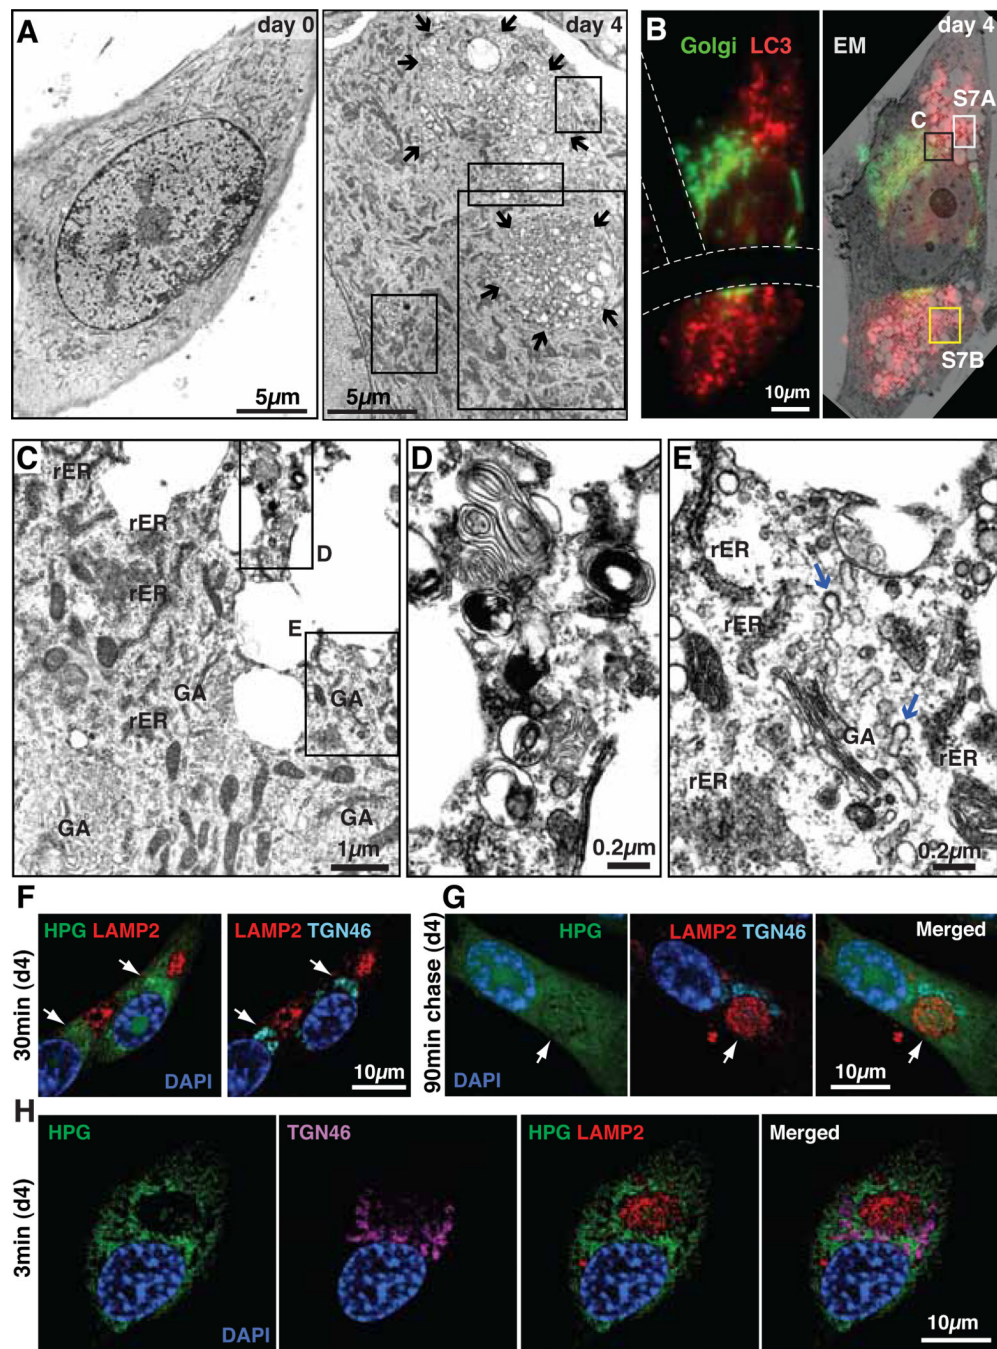 A
day 0
5µm
day 4
5µm
B
Golgi LC3
10µm
EM
day 4
S7A
C
S7B
C
rER
rER
rER
D
E
GA
GA
rER
GA
GA
1µm
D
0.2µm
E
rER
rER
GA
rER
rER
0.2µm
F
30min (d4)
HPG LAMP2
DAPI
LAMP2 TGN46
10µm
G
90min chase (d4)
HPG
DAPI
LAMP2 TGN46
Merged
10µm
H
3min (d4)
HPG
DAPI
TGN46
HPG LAMP2
Merged
10µm